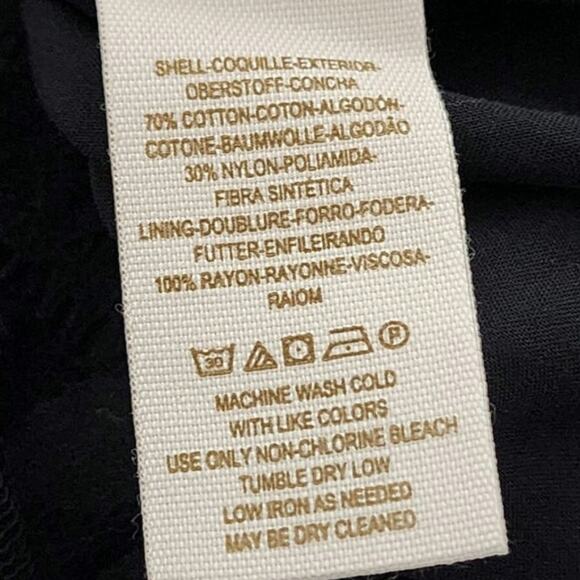 SHELL-COQUILLE-EXTERIOR-
OBERSTOFF-CONCHA
70% COTTON-COTON-ALGODÓN-
COTONE-BAUMWOLLE-ALGODÃO
30% NYLON-POLIAMIDA-
FIBRA SINTÉTICA
LINING-DOUBLURE-FORRO-FODERA-
FUTTER-ENFILEIRANDO
100% RAYON-RAYONNE-VISCOSA-
RAIOM
30 P
MACHINE WASH COLD
WITH LIKE COLORS
USE ONLY NON-CHLORINE BLEACH
TUMBLE DRY LOW
LOW IRON AS NEEDED
MAY BE DRY CLEANED